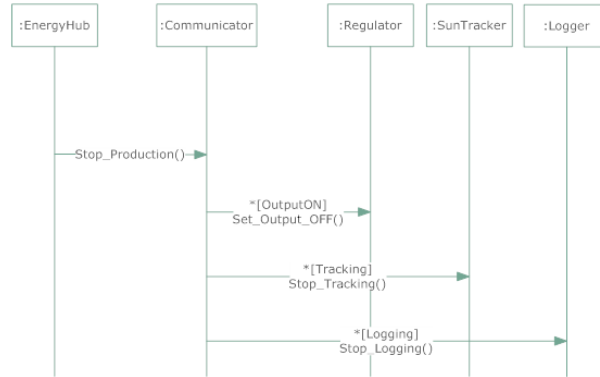 :EnergyHub
:Communicator
:Regulator
:SunTracker
:Logger
Stop_Production()
*[OutputON]
Set_Output_OFF()
*[Tracking]
Stop_Tracking()
*[Logging]
Stop_Logging()